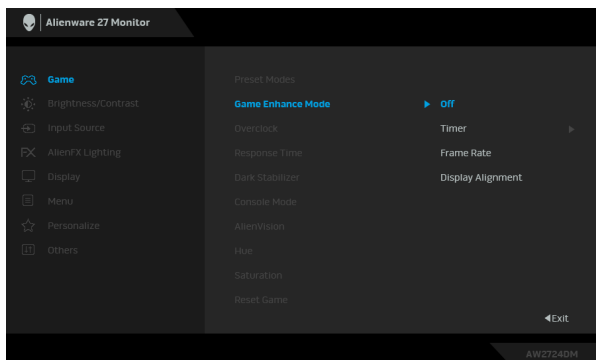 Alienware 27 Monitor
Game
Brightness/Contrast
Input Source
AlienFX Lighting
Display
Menu
Personalize
Others
Preset Modes
Game Enhance Mode
Overclock
Response Time
Dark Stabilizer
Console Mode
AlienVision
Hue
Saturation
Reset Game
Off
Timer
Frame Rate
Display Alignment
Exit
AW2724DM